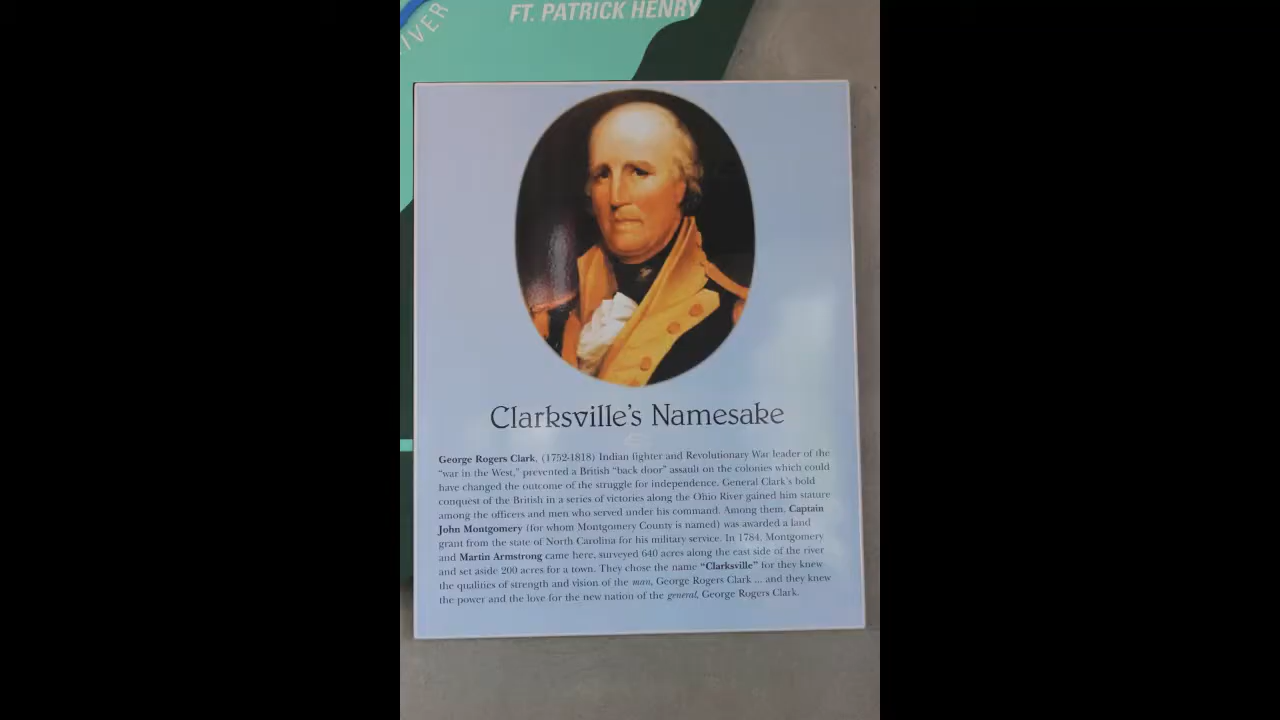 IVER
FT. PATRICK HENRY
Clarksville's Namesake
George Rogers Clark, (1752-1818) Indian fighter and Revolutionary War leader of the
"war in the West," prevented a British "back door" assault on the colonies which could
have changed the outcome of the struggle for independence. General Clark's bold
conquest of the British in a series of victories along the Ohio River gained him stature
among the officers and men who served under his command. Among them, Captain
John Montgomery (for whom Montgomery County is named) was awarded a land
grant from the state of North Carolina for his military service. In 1784, Montgomery
and Martin Armstrong came here, surveyed 640 acres along the east side of the river
and set aside 200 acres for a town. They chose the name "Clarksville" for they knew
the qualities of strength and vision of the man, George Rogers Clark ... and they knew
the power and the love for the new nation of the general, George Rogers Clark.